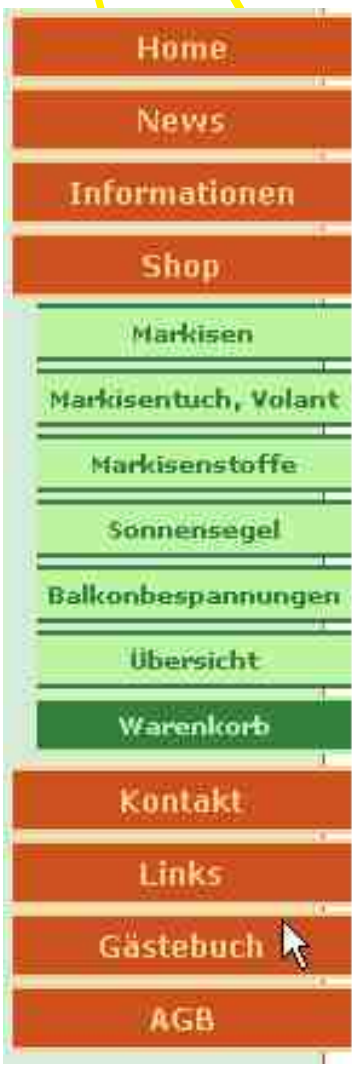 Home
News
Informationen
Shop
Markisen
Markisentuch, Volant
Markisenstoffe
Sonnensegel
Balkonbespannungen
Übersicht
Warenkorb
Kontakt
Links
Gästebuch
AGB